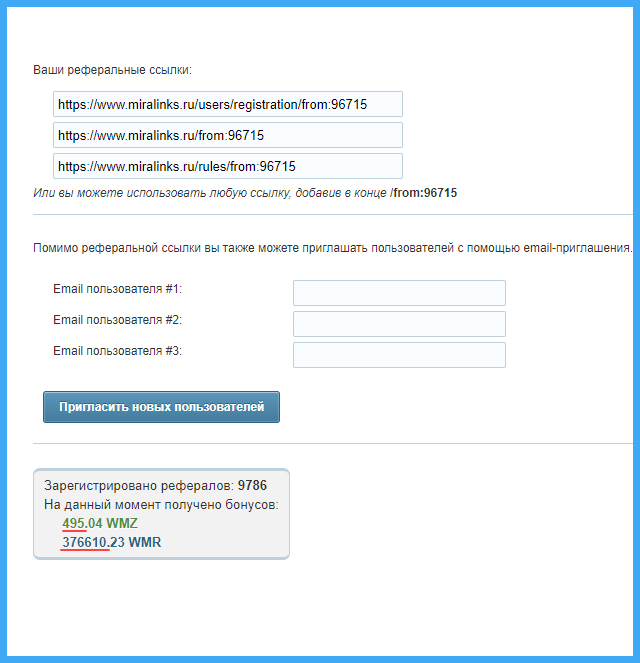 Ваши реферальные ссылки:
https://www.miralinks.ru/users/registration/from:96715
https://www.miralinks.ru/from:96715
https://www.miralinks.ru/rules/from:96715
Или вы можете использовать любую ссылку, добавив в конце /from:96715
Помимо реферальной ссылки вы также можете приглашать пользователей с помощью email-приглашения.
Email пользователя #1:
Email пользователя #2:
Email пользователя #3:
Пригласить новых пользователей
Зарегистрировано рефералов: 9786
На данный момент получено бонусов:
495.04 WMZ
376610.23 WMR